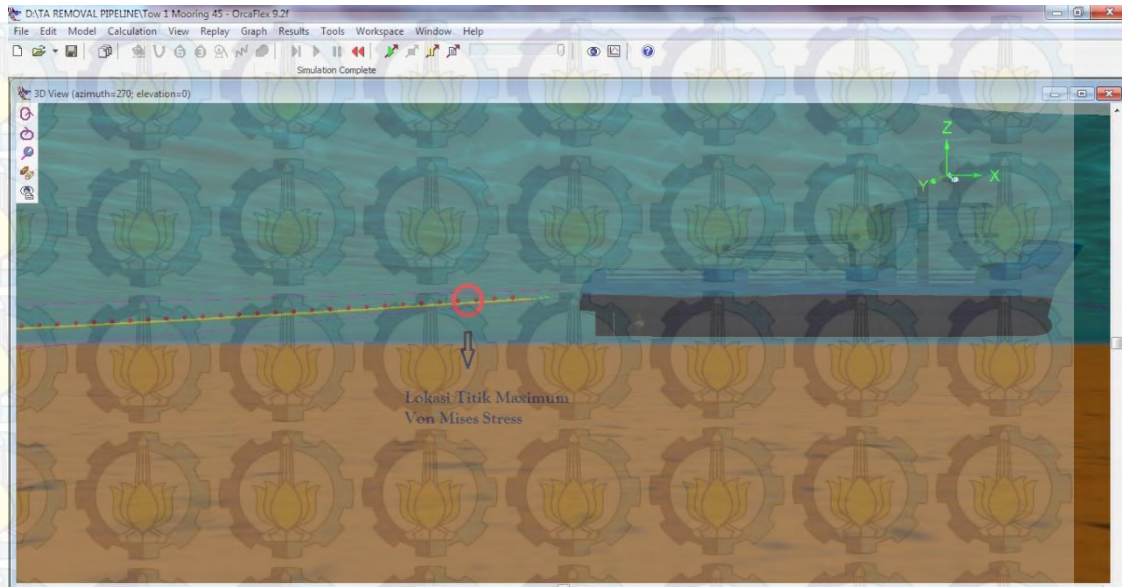 D:\TA REMOVAL PIPELINE\Tow 1 Mooring 45 - OrcaFlex 9.2f
File Edit Model Calculation View Replay Graph Results Tools Workspace Window Help
Simulation Complete
3D View (azimuth=270; elevation=0)
Z
Y
X
Lokasi Titik Maximum
Von Mises Stress